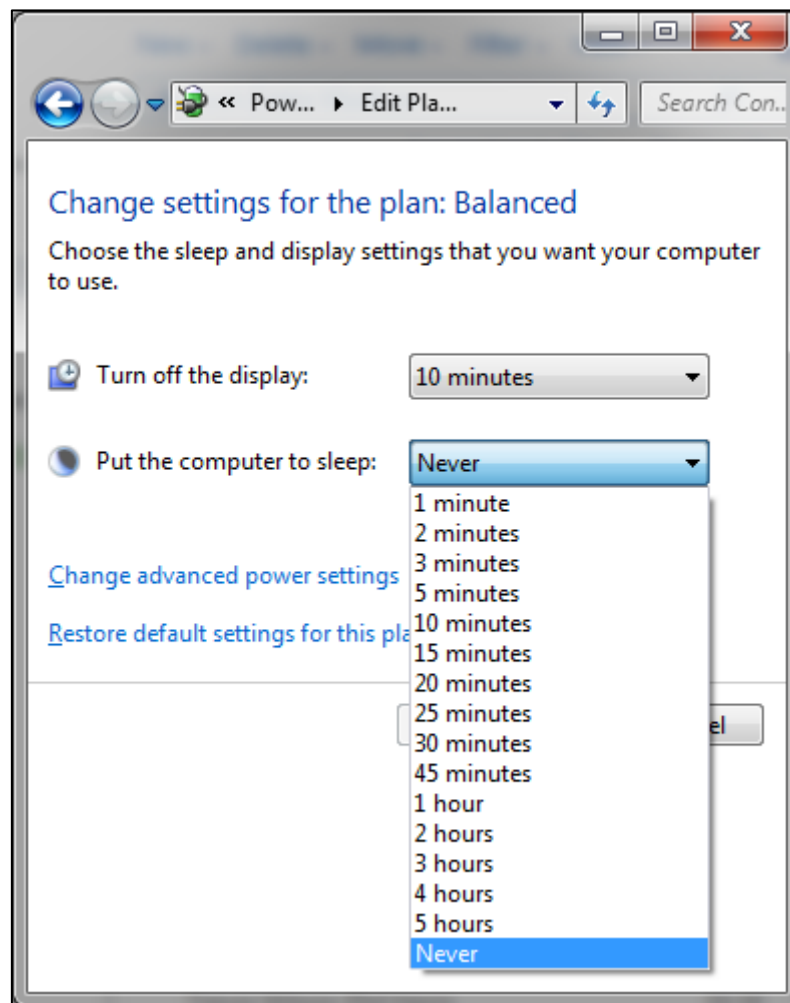 « Pow... ▸ Edit Pla...
Search Con..
Change settings for the plan: Balanced
Choose the sleep and display settings that you want your computer
to use.
Turn off the display:
10 minutes
Put the computer to sleep:
Never
1 minute
2 minutes
3 minutes
5 minutes
Change advanced power settings
10 minutes
Restore default settings for this pla
15 minutes
20 minutes
25 minutes
30 minutes
el
45 minutes
1 hour
2 hours
3 hours
4 hours
5 hours
Never